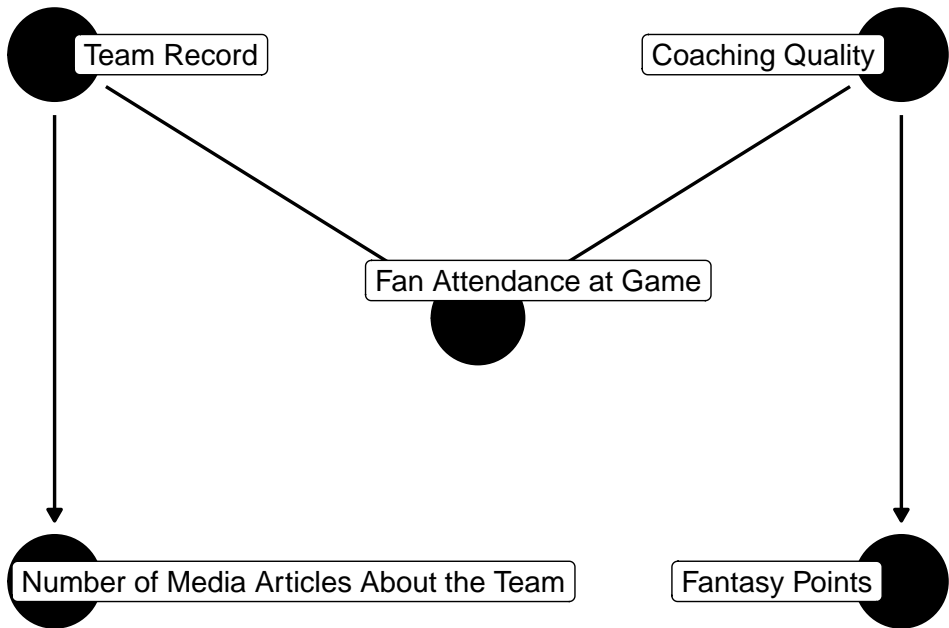 Team Record
Coaching Quality
Fan Attendance at Game
Number of Media Articles About the Team
Fantasy Points